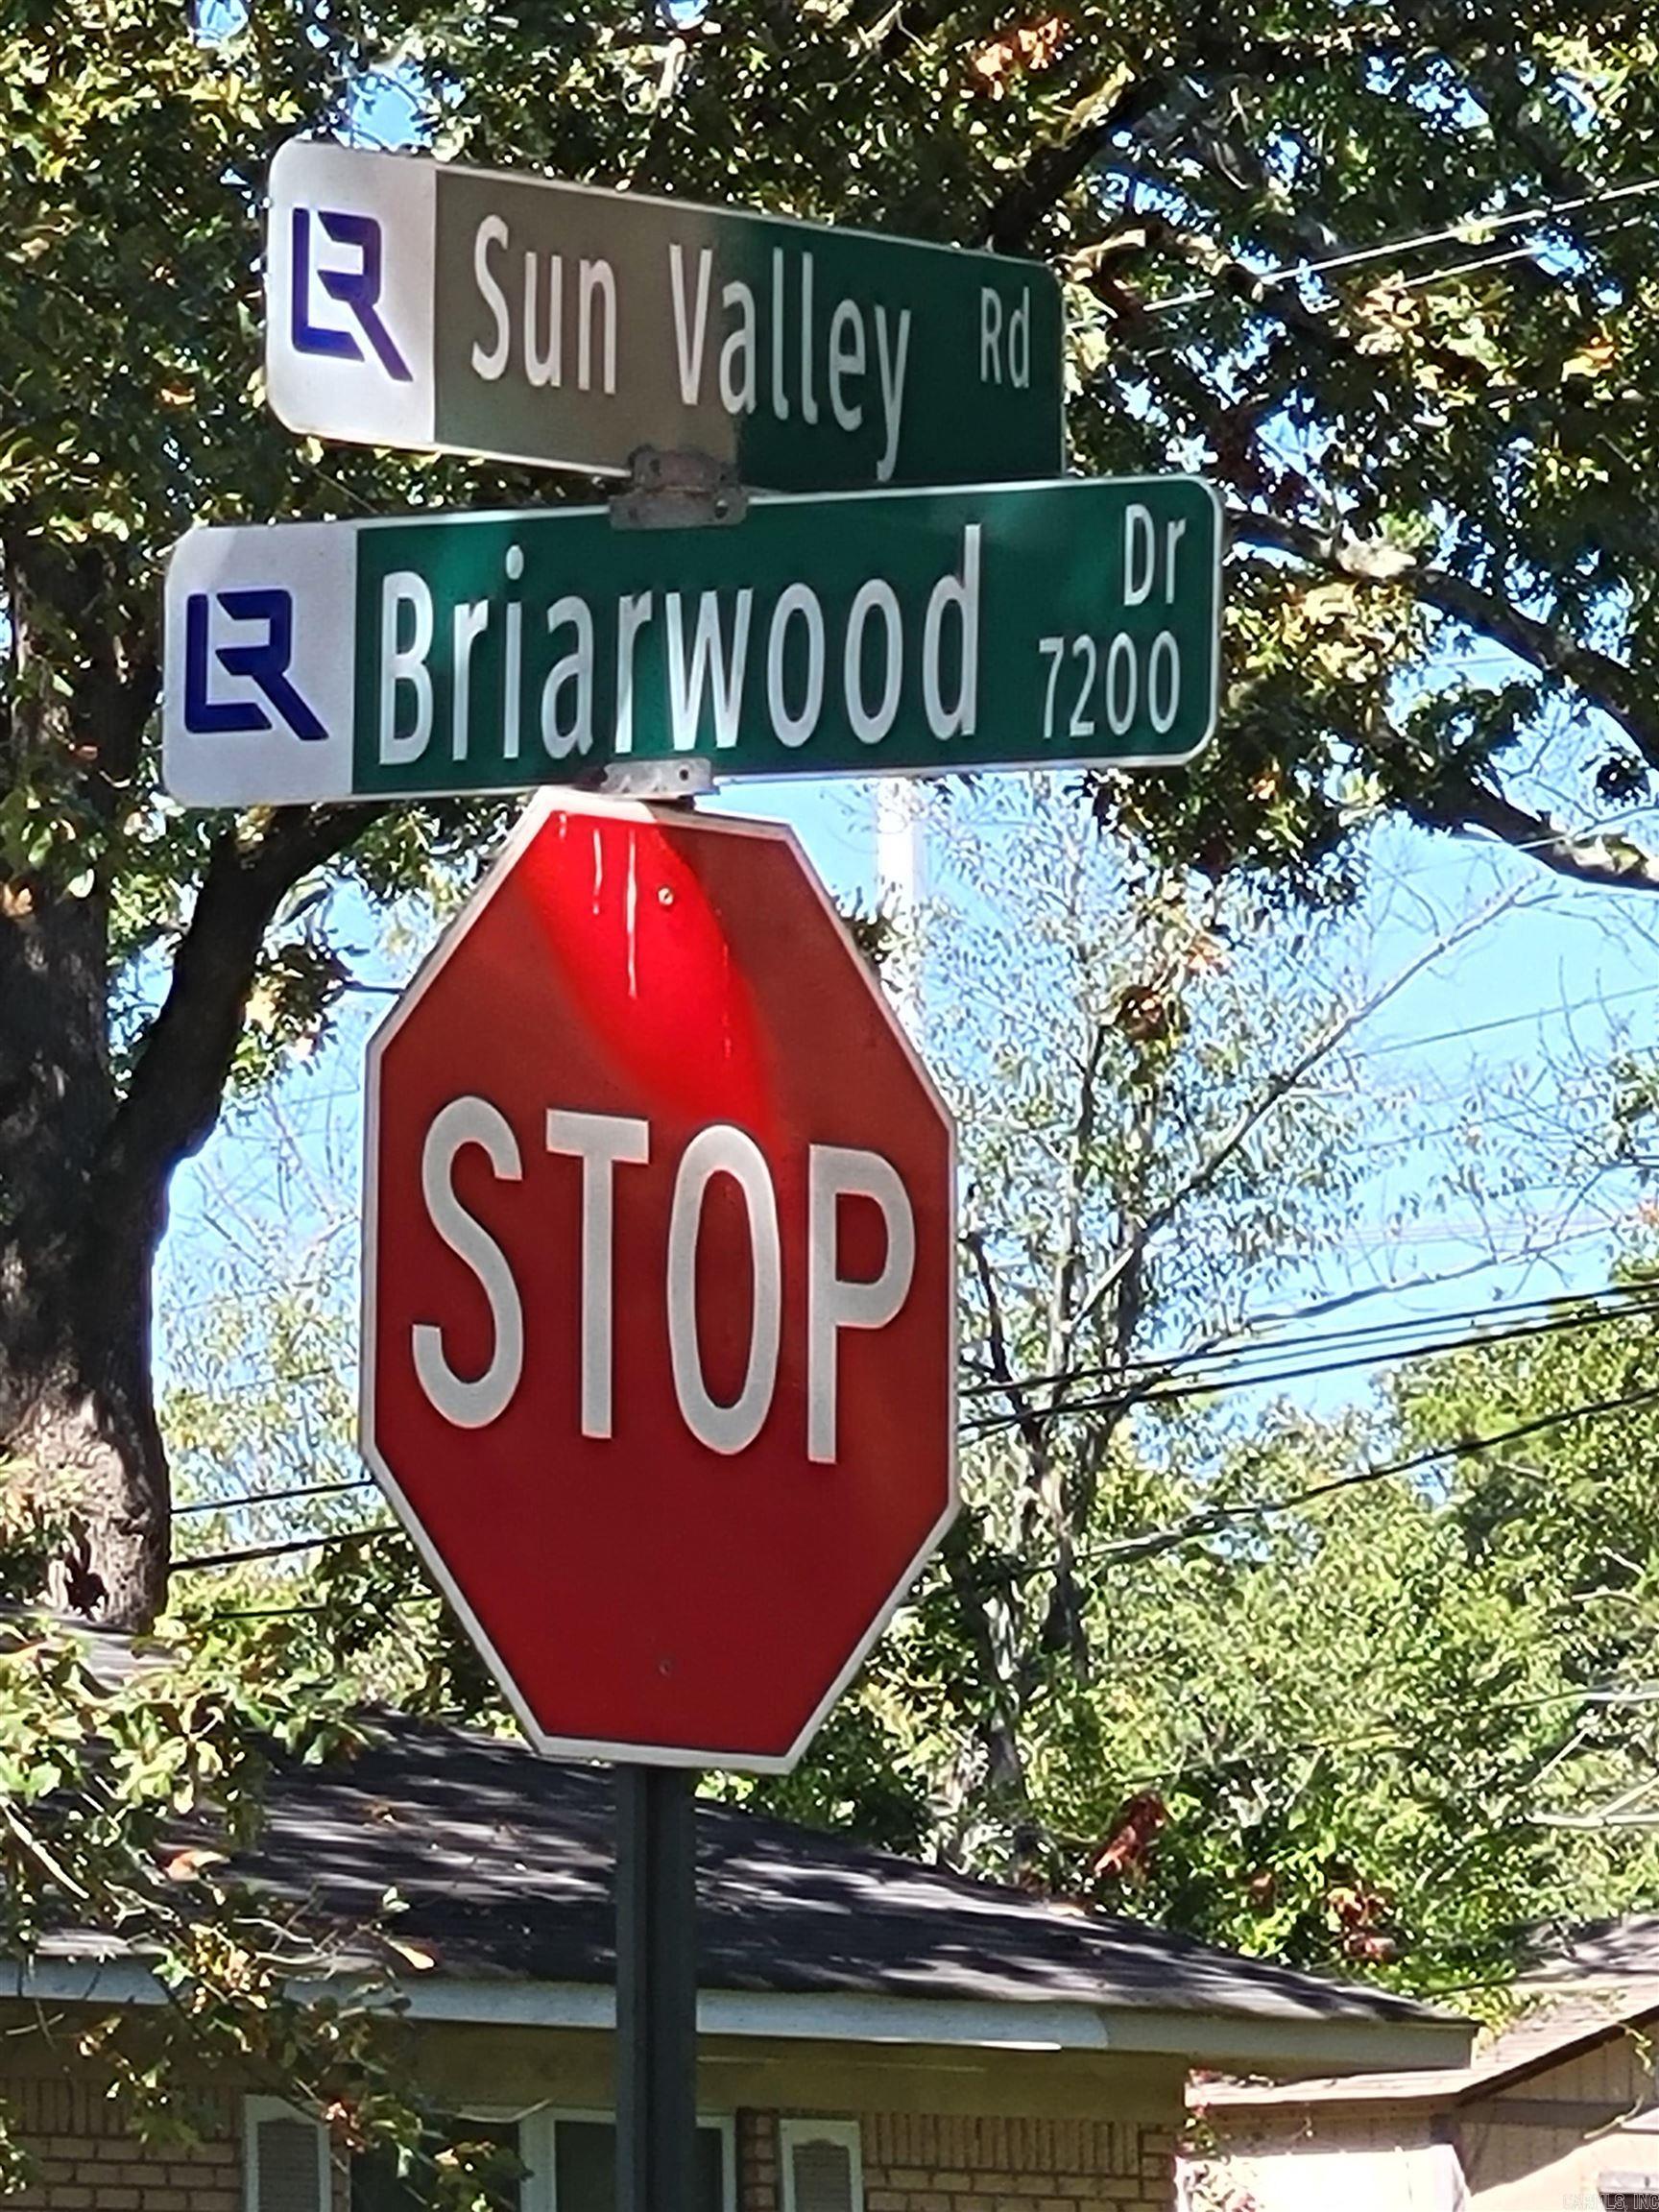 LR Sun Valley Rd
LR Briarwood Dr
7200
STOP